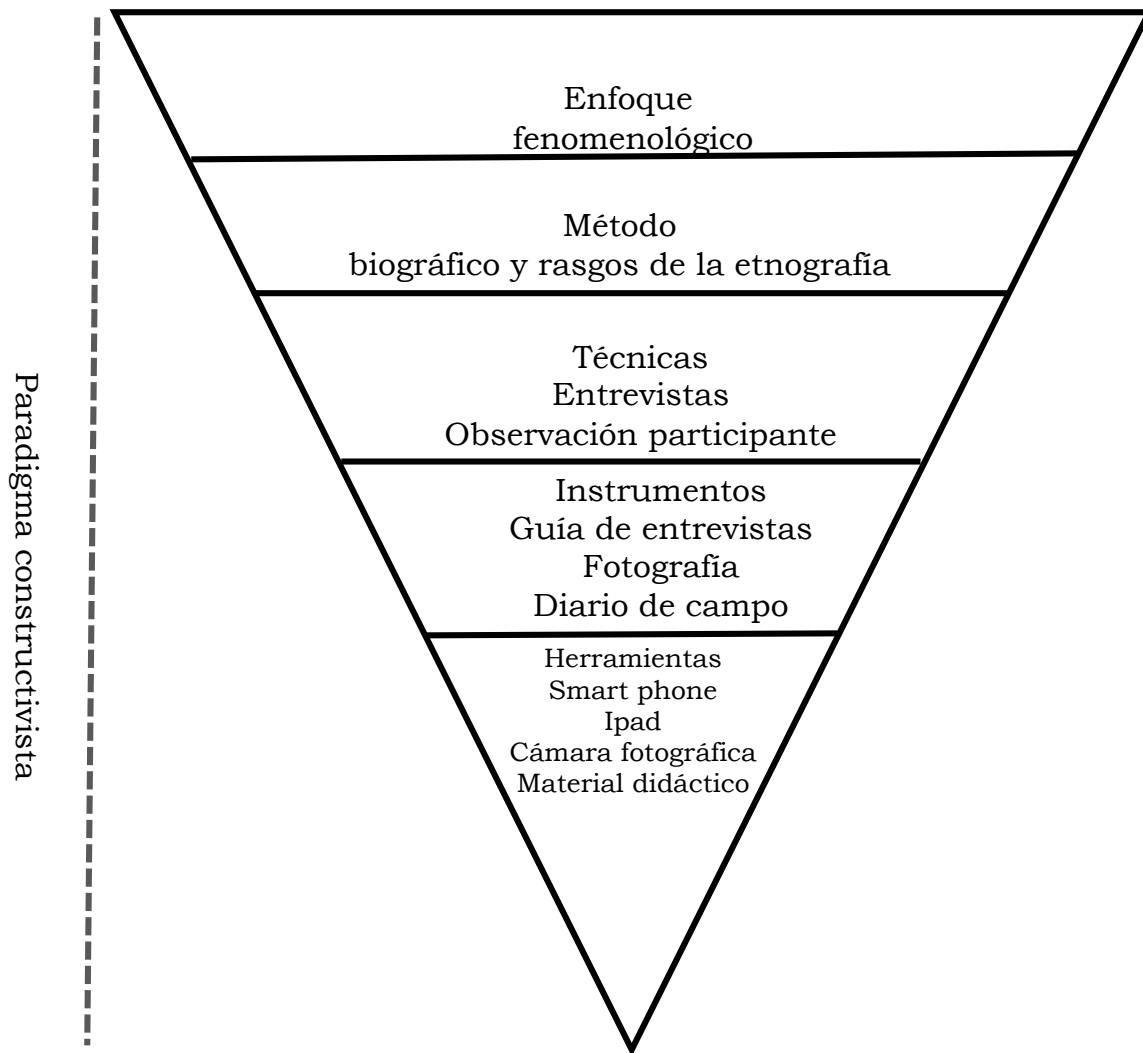 Enfoque
fenomenológico
Método
biográfico y rasgos de la etnografía
Técnicas
Entrevistas
Observación participante
Instrumentos
Guía de entrevistas
Fotografía
Diario de campo
Herramientas
Smart phone
Ipad
Cámara fotográfica
Material didáctico
Paradigma constructivista